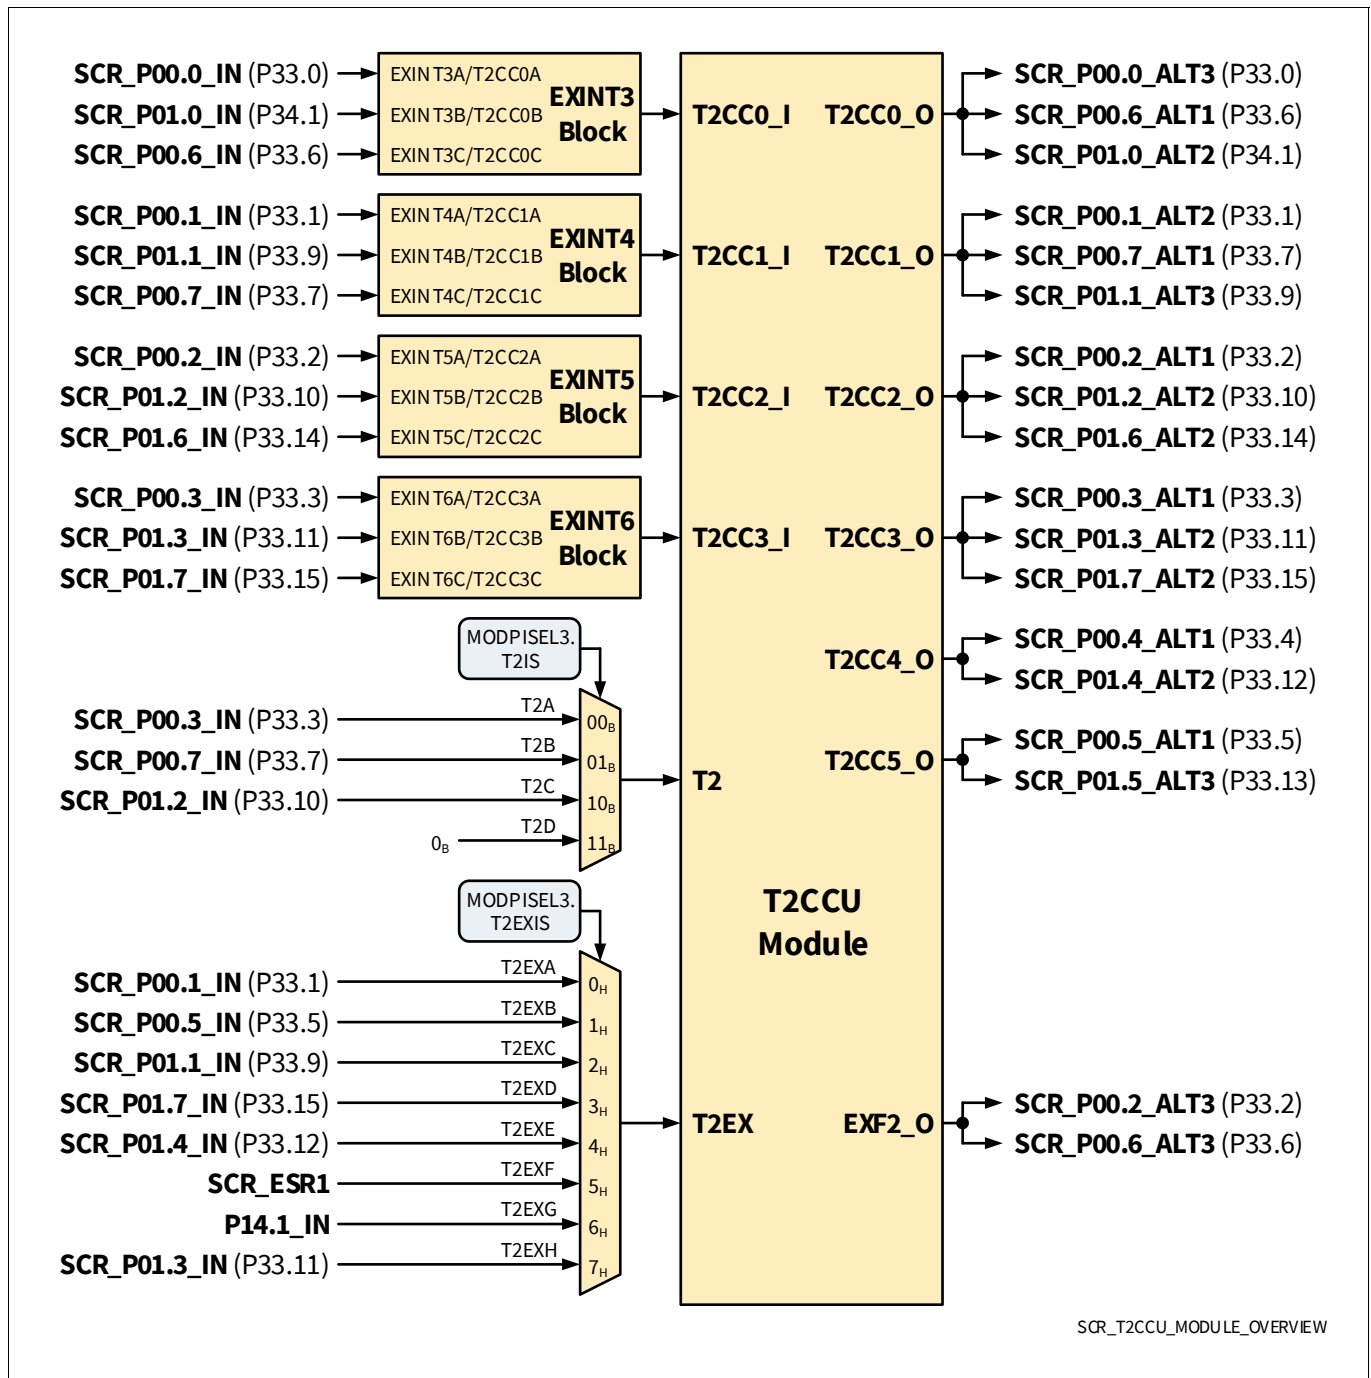 SCR_P00.0_IN (P33.0) EXINT3A/T2CC0A
SCR_P01.0_IN (P34.1) EXINT3B/T2CC0B
SCR_P00.6_IN (P33.6) EXINT3C/T2CC0C
EXINT3
Block
T2CC0_I T2CC0_O
SCR_P00.0_ALT3 (P33.0)
SCR_P00.6_ALT1 (P33.6)
SCR_P01.0_ALT2 (P34.1)
SCR_P00.1_IN (P33.1) EXINT4A/T2CC1A
SCR_P01.1_IN (P33.9) EXINT4B/T2CC1B
SCR_P00.7_IN (P33.7) EXINT4C/T2CC1C
EXINT4
Block
T2CC1_I T2CC1_O
SCR_P00.1_ALT2 (P33.1)
SCR_P00.7_ALT1 (P33.7)
SCR_P01.1_ALT3 (P33.9)
SCR_P00.2_IN (P33.2) EXINT5A/T2CC2A
SCR_P01.2_IN (P33.10) EXINT5B/T2CC2B
SCR_P01.6_IN (P33.14) EXINT5C/T2CC2C
EXINT5
Block
T2CC2_I T2CC2_O
SCR_P00.2_ALT1 (P33.2)
SCR_P01.2_ALT2 (P33.10)
SCR_P01.6_ALT2 (P33.14)
SCR_P00.3_IN (P33.3) EXINT6A/T2CC3A
SCR_P01.3_IN (P33.11) EXINT6B/T2CC3B
SCR_P01.7_IN (P33.15) EXINT6C/T2CC3C
EXINT6
Block
T2CC3_I T2CC3_O
SCR_P00.3_ALT1 (P33.3)
SCR_P01.3_ALT2 (P33.11)
SCR_P01.7_ALT2 (P33.15)
T2CC4_O
SCR_P00.4_ALT1 (P33.4)
SCR_P01.4_ALT2 (P33.12)
T2CC5_O
SCR_P00.5_ALT1 (P33.5)
SCR_P01.5_ALT3 (P33.13)
MODPISEL3.
T2IS
SCR_P00.3_IN (P33.3) T2A 00B
SCR_P00.7_IN (P33.7) T2B 01B
SCR_P01.2_IN (P33.10) T2C 10B
0B T2D 11B
T2
T2CCU
Module
MODPISEL3.
T2EXIS
SCR_P00.1_IN (P33.1) T2EXA 0H
SCR_P00.5_IN (P33.5) T2EXB 1H
SCR_P01.1_IN (P33.9) T2EXC 2H
SCR_P01.7_IN (P33.15) T2EXD 3H
SCR_P01.4_IN (P33.12) T2EXE 4H
SCR_ESR1 T2EXF 5H
P14.1_IN T2EXG 6H
SCR_P01.3_IN (P33.11) T2EXH 7H
T2EX EXF2_O
SCR_P00.2_ALT3 (P33.2)
SCR_P00.6_ALT3 (P33.6)
SCR_T2CCU_MODULE_OVERVIEW